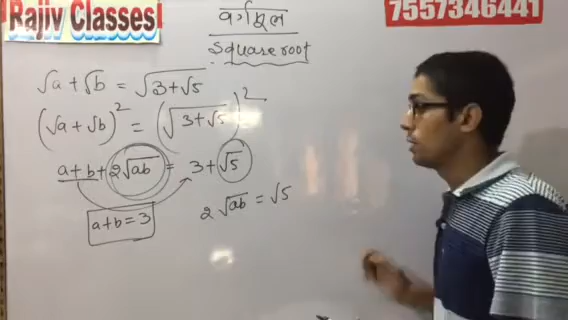 Rajiv Classes
7557346441
वर्गमूल
Square root
√a + √b = √3+√5
(√a + √b)² = (√3+√5)²
a+b+2√ab = 3+√5
a+b=3
2√ab = √5